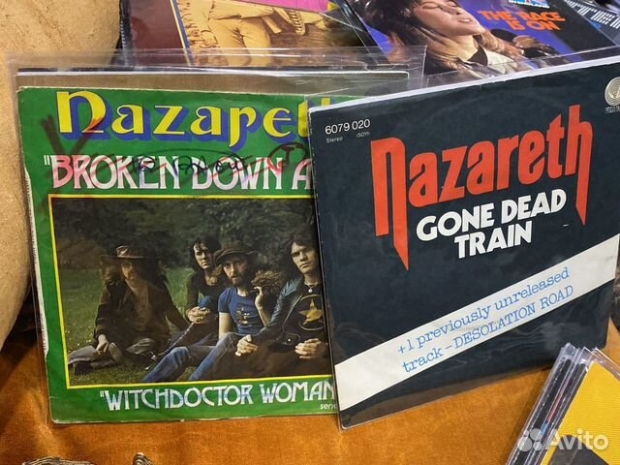 THE RACE
IS ON
Nazaret
"BROKEN DOWN A
"WITCHDOCTOR WOMAN
6079 020
Stereo
Nazareth
GONE DEAD
TRAIN
+1 previously unreleased
track - DESOLATION ROAD
Avito